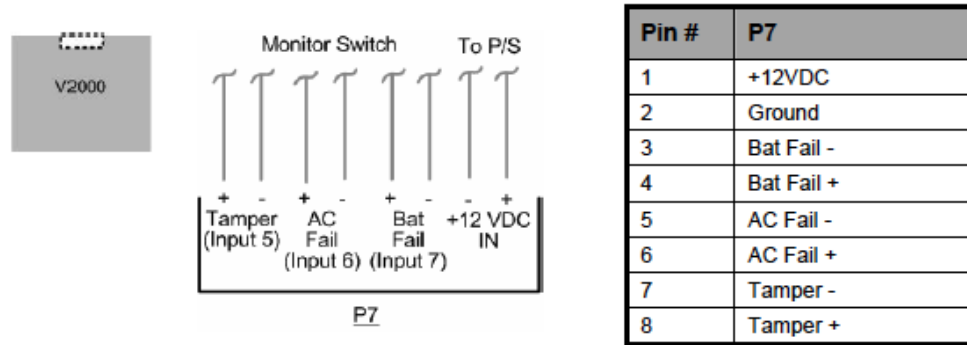 V2000
Monitor Switch To P/S
+ - + - + - - +
Tamper AC Bat +12 VDC
(Input 5) Fail Fail IN
(Input 6) (Input 7)
P7
Pin # P7
1 +12VDC
2 Ground
3 Bat Fail -
4 Bat Fail +
5 AC Fail -
6 AC Fail +
7 Tamper -
8 Tamper +